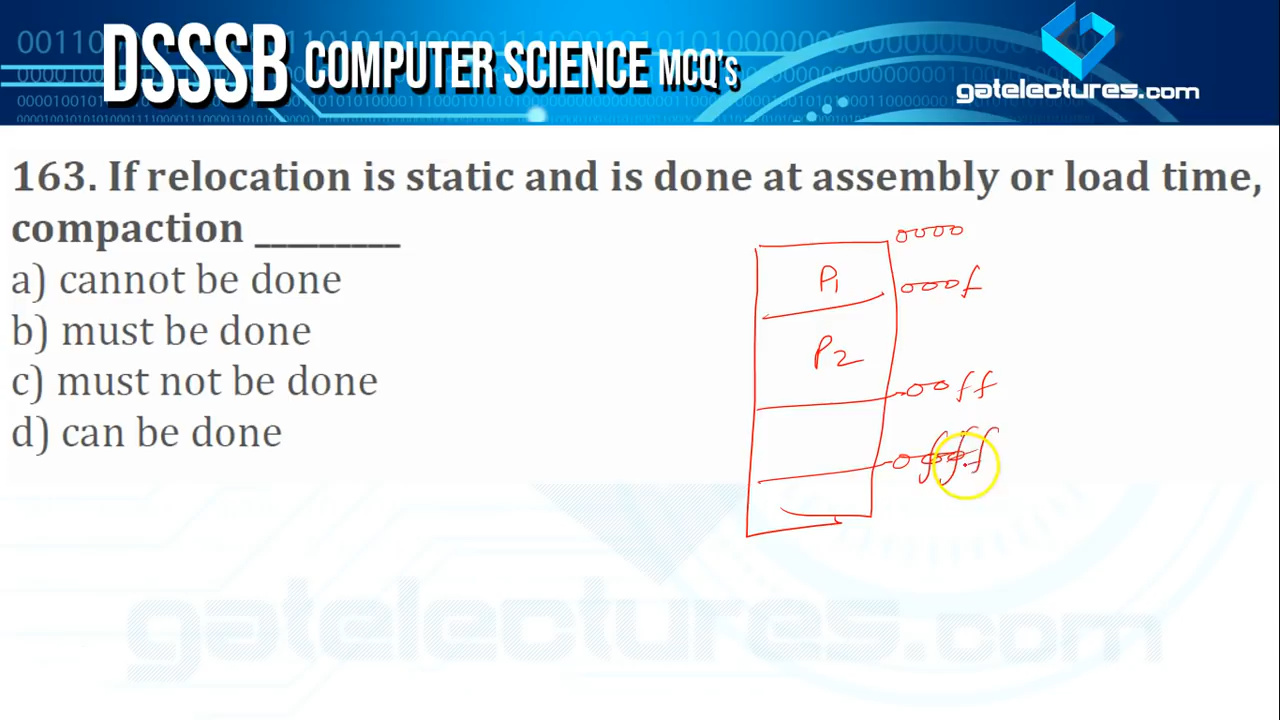 DSSSB COMPUTER SCIENCE MCQ's
gatelectures.com
163. If relocation is static and is done at assembly or load time,
compaction _________
a) cannot be done
b) must be done
c) must not be done
d) can be done
0000
P1
000f
P2
00ff
0fff
gatelectures.com